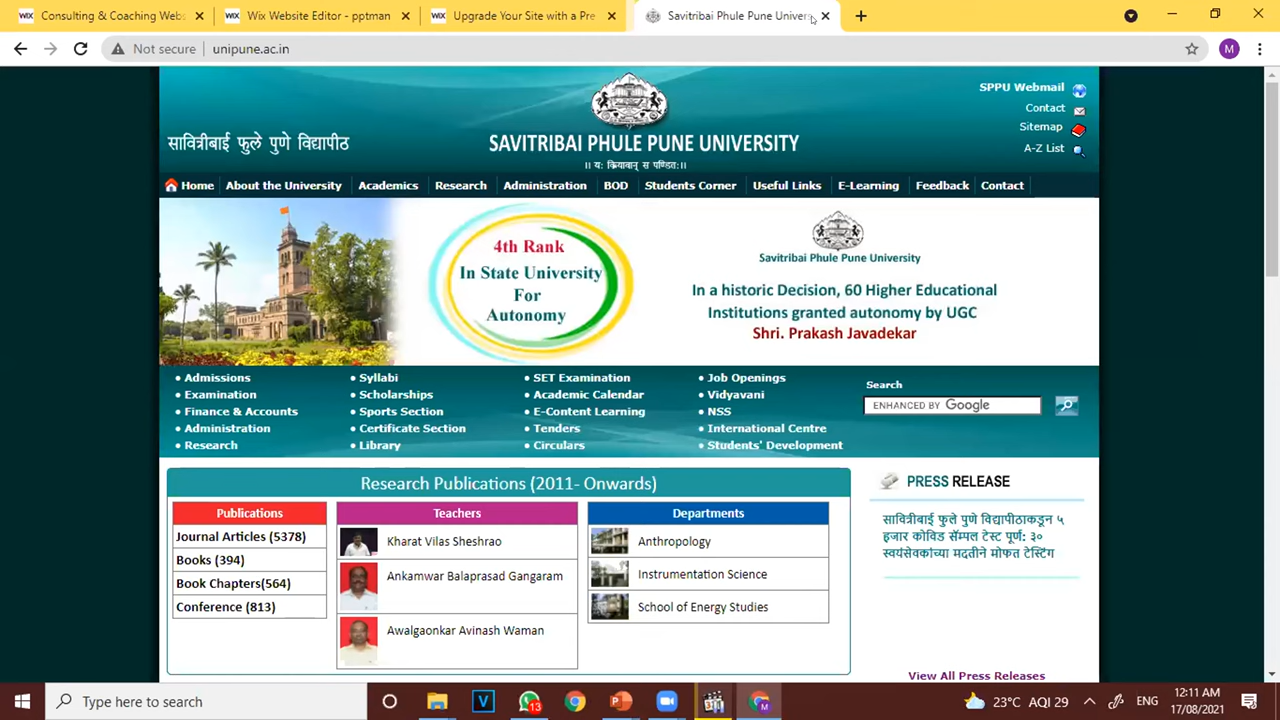 Consulting & Coaching Webs
Wix Website Editor - pptman
Upgrade Your Site with a Pre
Savitribai Phule Pune Univers
Not secure
unipune.ac.in
M
SPPU Webmail
Contact
Sitemap
A-Z List
सावित्रीबाई फुले पुणे विद्यापीठ
SAVITRIBAI PHULE PUNE UNIVERSITY
।। यः क्रियावान् स पण्डितः।।
Home About the University Academics Research Administration BOD Students Corner Useful Links E-Learning Feedback Contact
4th Rank
In State University
For
Autonomy
Savitribai Phule Pune University
In a historic Decision, 60 Higher Educational
Institutions granted autonomy by UGC
Shri. Prakash Javadekar
Admissions
Examination
Finance & Accounts
Administration
Research
Syllabi
Scholarships
Sports Section
Certificate Section
Library
SET Examination
Academic Calendar
E-Content Learning
Tenders
Circulars
Job Openings
Vidyavani
NSS
International Centre
Students' Development
Search
ENHANCED BY Google
Research Publications (2011- Onwards)
Publications
Journal Articles (5378)
Books (394)
Book Chapters(564)
Conference (813)
Teachers
Kharat Vilas Sheshrao
Ankamwar Balaprasad Gangaram
Awalgaonkar Avinash Waman
Departments
Anthropology
Instrumentation Science
School of Energy Studies
PRESS RELEASE
सावित्रीबाई फुले पुणे विद्यापीठाकडून ५
हजार कोविड सॅम्पल टेस्ट पूर्ण: ३०
स्वयंसेवकांच्या मदतीने मोफत टेस्टिंग
View All Press Releases
Type here to search
13
23°C AQI 29
ENG
12:11 AM
17/08/2021